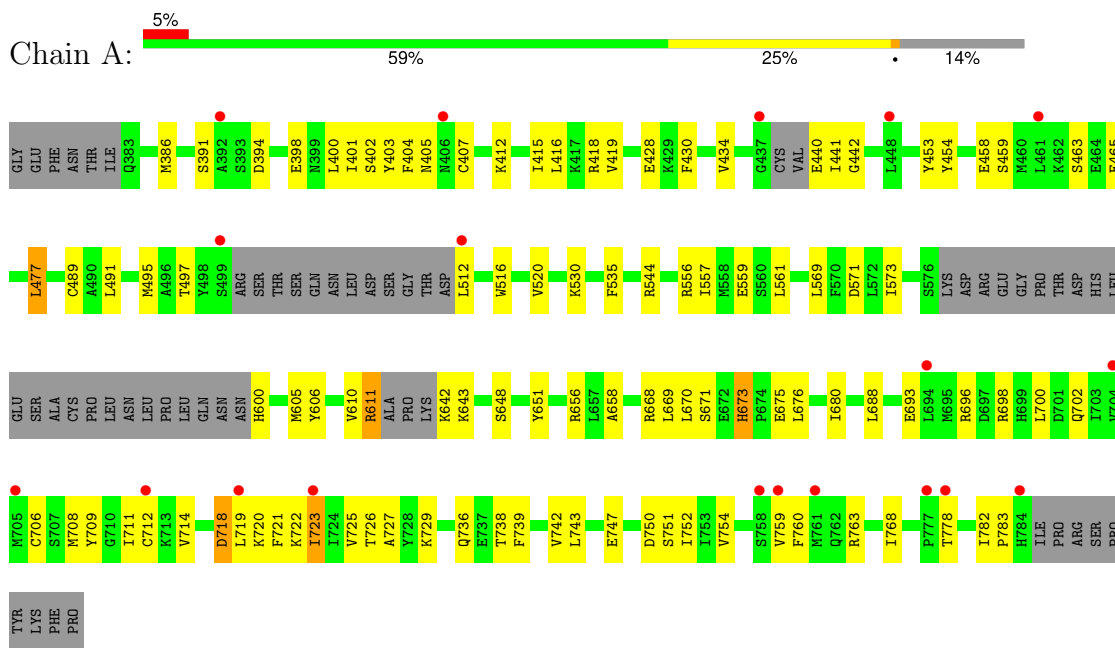 5%
Chain A:
59% 25% • 14%
GLY GLU PHE ASN THR ILE Q383 M386 S391 A392 S393 D394 E398 N399 L400 I401 S402 Y403 F404 N405 N406 C407 K412 I415 L416 K417 R418 V419 E428 K429 F430 V434 G437 CYS VAL E440 I441 G442 L448 Y453 Y454 E458 S459 M460 L461 K462 S463 E464 E465
L477 C489 A490 L491 M495 A496 T497 Y498 S499 ARG SER THR SER GLN ASN LEU ASP SER GLY THR ASP L512 W516 V520 K530 F535 R544 R556 I557 M558 E559 S560 L561 L569 F570 D571 L572 I573 S576 LYS ASP ARG GLU GLY PRO THR ASP HIS LEU
GLU SER ALA CYS PRO LEU ASN LEU PRO LEU GLN ASN ASN H600 M605 Y606 V610 R611 ALA PRO LYS K642 K643 S648 Y651 R656 L657 A658 R668 L669 L670 S671 E672 H673 P674 E675 L676 I680 L688 E693 L694 M695 R696 D697 R698 H699 L700 D701 Q702 I703 V704
M705 C706 S707 M708 Y709 G710 I711 C712 K713 V714 D718 L719 K720 F721 K722 I723 I724 V725 T726 A727 Y728 K729 Q736 E737 T738 F739 V742 L743 E747 D750 S751 I752 I753 V754 S758 V759 F760 M761 Q762 R763 I768 P777 T778 I782 P783 H784 ILE PRO ARG SER PRO
TYR LYS PHE PRO